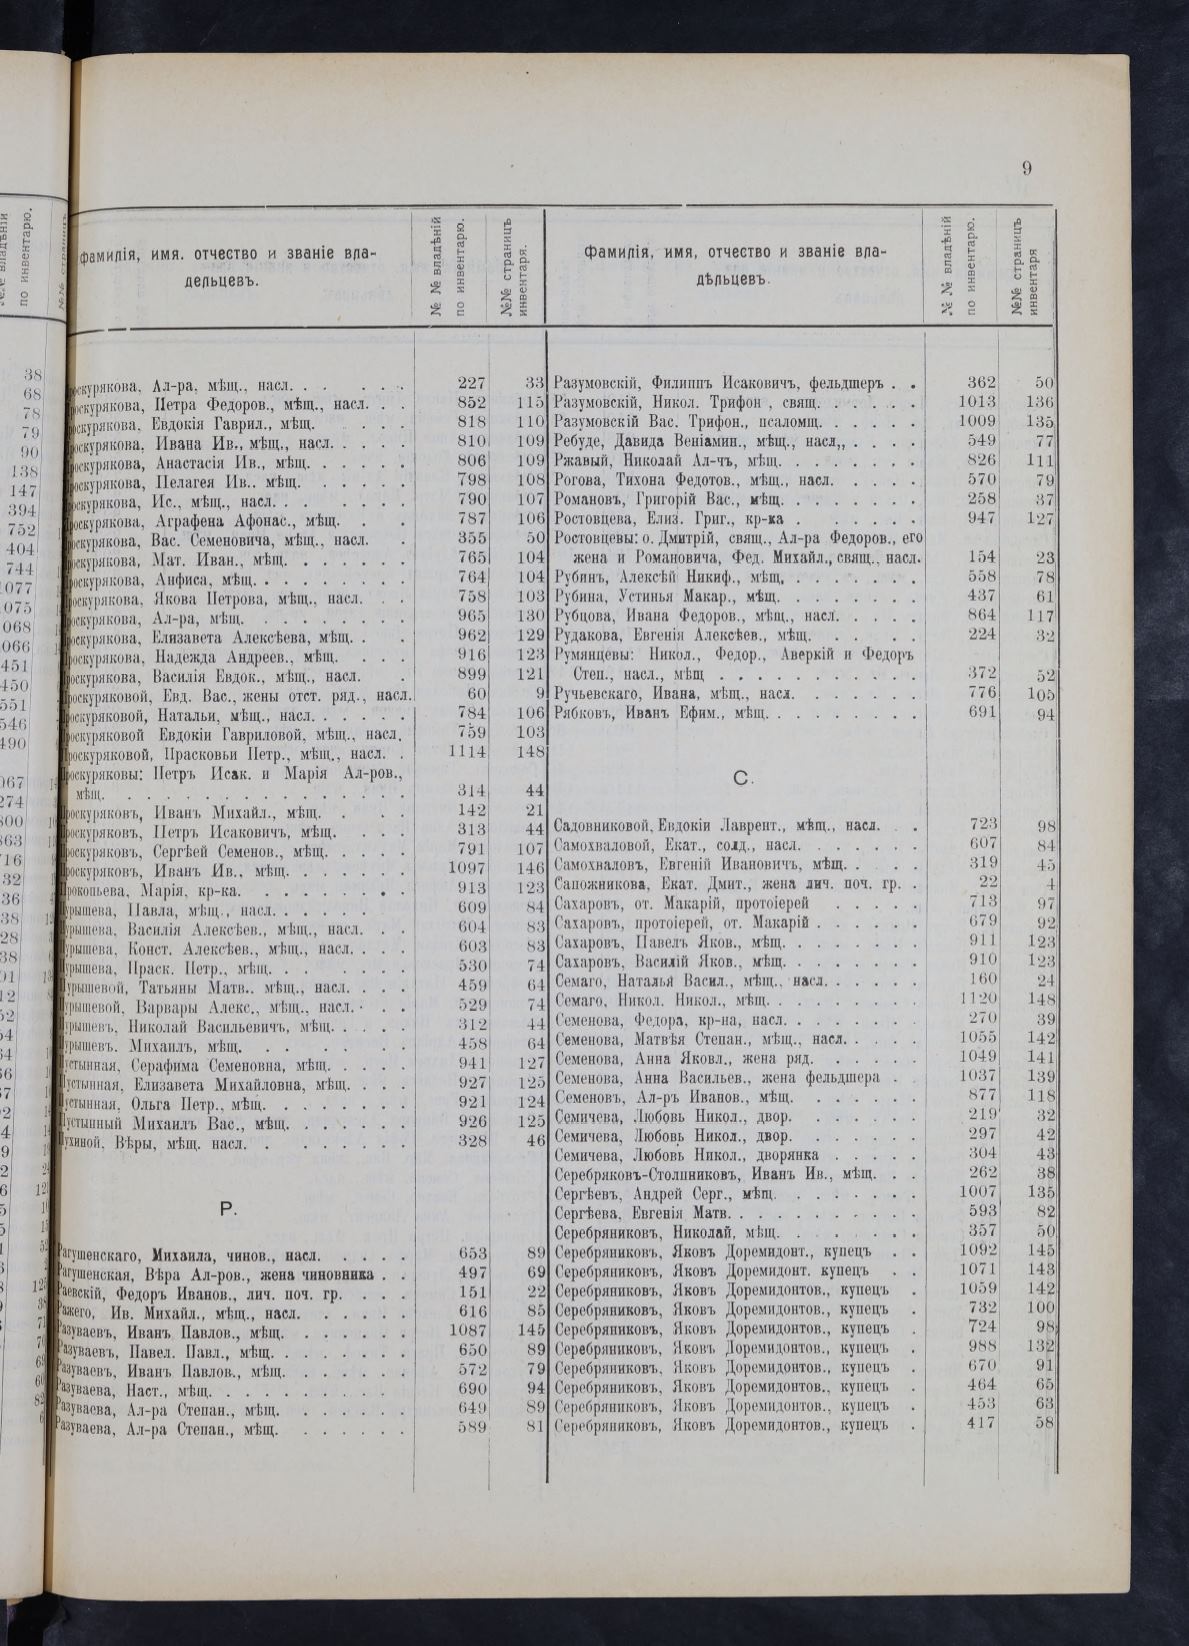 9
Фамилія, имя. отчество и званіе вла-
дельцевъ.
№ № владѣній
по инвентарю.
№№ страницъ
инвентаря.
Проскурякова, Ал-ра, мѣщ., насл. 227 33
Проскурякова, Петра Федоров., мѣщ., насл. 852 115
Проскурякова, Евдокія Гаврил., мѣщ. 818 110
Проскурякова, Ивана Ив., мѣщ., насл. 810 109
Проскурякова, Анастасія Ив., мѣщ. 806 109
Проскурякова, Пелагея Ив.. мѣщ. 798 108
Проскурякова, Ис., мѣщ., насл. 790 107
Проскурякова, Аграфена Афонас., мѣщ. 787 106
Проскурякова, Вас. Семеновича, мѣщ., насл. 355 50
Проскурякова, Мат. Иван., мѣщ. 765 104
Проскурякова, Анфиса, мѣщ. 764 104
Проскурякова, Якова Петрова, мѣщ., насл. 758 103
Проскурякова, Ал-ра, мѣщ. 965 130
Проскурякова, Елизавета Алексѣева, мѣщ. 962 129
Проскурякова, Надежда Андреев., мѣщ. 916 123
Проскурякова, Василія Евдок., мѣщ., насл. 899 121
Проскуряковой, Евд. Вас., жены отст. ряд., насл. 60 9
Проскуряковой, Натальи, мѣщ., насл. 784 106
Проскуряковой Евдокіи Гавриловой, мѣщ., насл. 759 103
Проскуряковой, Прасковьи Петр., мѣщ., насл. 1114 148
Проскуряковы: Петръ Исак. и Марія Ал-ров.,
мѣщ. 314 44
Проскуряковъ, Иванъ Михайл., мѣщ. 142 21
Проскуряковъ, Петръ Исаковичъ, мѣщ. 313 44
Проскуряковъ, Сергѣей Семенов., мѣщ. 791 107
Проскуряковъ, Иванъ Ив., мѣщ. 1097 146
Прокопьева, Марія, кр-ка. 913 123
Пурышева, Павла, мѣщ., насл. 609 84
Пурышева, Василія Алексѣев., мѣщ., насл. 604 83
Пурышева, Конст. Алексѣев., мѣщ., насл. 603 83
Пурышева, Праск. Петр., мѣщ. 530 74
Пурышевой, Татьяны Матв.. мѣщ., насл. 459 64
Пурышевой, Варвары Алекс., мѣщ., насл. 529 74
Пурышевъ, Николай Васильевичъ, мѣщ. 312 44
Пурышевъ. Михаилъ, мѣщ. 458 64
Пустынная, Серафима Семеновна, мѣщ. 941 127
Пустынная, Елизавета Михайловна, мѣщ. 927 125
Пустынная, Ольга Петр., мѣщ. 921 124
Пустынный Михаилъ Вас., мѣщ. 926 125
Пухиной, Вѣры, мѣщ. насл. 328 46
Р.
Рагушенскаго, Михаила, чинов., насл. 653 89
Рагушенская, Вѣра Ал-ров., жена чиновника 497 69
Раевскій, Федоръ Иванов., лич. поч. гр. 151 22
Ражего, Ив. Михайл., мѣщ., насл. 616 85
Разуваевъ, Иванъ Павлов., мѣщ. 1087 145
Разуваевъ, Павел. Павл., мѣщ. 650 89
Разуваевъ, Иванъ Павлов., мѣщ. 572 79
Разуваева, Наст., мѣщ. 690 94
Разуваева, Ал-ра Степан., мѣщ. 649 89
Разуваева, Ал-ра Степан., мѣщ. 589 81
Фамилія, имя, отчество и званіе вла-
дѣльцевъ.
№ № владѣній
по инвентарю.
№№ страницъ
инвентаря
Разумовскій, Филиппъ Исаковичъ, фельдшеръ 362 50
Разумовскій, Никол. Трифон , свящ. 1013 136
Разумовскій Вас. Трифон., псаломщ. 1009 135
Ребуде, Давида Веніамин., мѣщ., насл,, 549 77
Ржавый, Николай Ал-чъ, мѣщ. 826 111
Рогова, Тихона Федотов., мѣщ., насл. 570 79
Романовъ, Григорій Вас., мѣщ. 258 37
Ростовцева, Елиз. Григ., кр-ка 947 127
Ростовцевы: о. Дмитрій, свящ., Ал-ра Федоров., его
жена и Романовича, Фед. Михайл., свящ., насл. 154 23
Рубинъ, Алексѣй Никиф., мѣщ. 558 78
Рубина, Устинья Макар., мѣщ. 437 61
Рубцова, Ивана Федоров., мѣщ., насл. 864 117
Рудакова, Евгенія Алексѣев., мѣщ. 224 32
Румянцевы: Никол., Федор., Аверкій и Федоръ
Степ., насл., мѣщ 372 52
Ручьевскаго, Ивана, мѣщ., насл. 776 105
Рябковъ, Иванъ Ефим., мѣщ. 691 94
С.
Садовниковой, Евдокіи Лаврент., мѣщ., насл. 723 98
Самохваловой, Екат., солд., насл. 607 84
Самохваловъ, Евгеній Ивановичъ, мѣщ. 319 45
Сапожникова, Екат. Дмит., жена лич. поч. гр. 22 4
Сахаровъ, от. Макарій, протоіерей 713 97
Сахаровъ, протоіерей, от. Макарій 679 92
Сахаровъ, Павелъ Яков., мѣщ. 911 123
Сахаровъ, Василій Яков., мѣщ. 910 123
Семаго, Наталья Васил., мѣщ., насл. 160 24
Семаго, Никол. Никол., мѣщ. 1120 148
Семенова, Федора, кр-на, насл. 270 39
Семенова, Матвѣя Степан., мѣщ., насл. 1055 142
Семенова, Анна Яковл., жена ряд. 1049 141
Семенова, Анна Васильев., жена фельдшера 1037 139
Семеновъ, Ал-ръ Иванов., мѣщ. 877 118
Семичева, Любовь Никол., двор. 219 32
Семичева, Любовь Никол., двор. 297 42
Семичева, Любовь Никол., дворянка 304 43
Серебряковъ-Столпниковъ, Иванъ Ив., мѣщ. 262 38
Сергѣевъ, Андрей Серг., мѣщ. 1007 135
Сергѣева, Евгенія Матв. 593 82
Серебряниковъ, Николай, мѣщ. 357 50
Серебряниковъ, Яковъ Доремидонт., купецъ 1092 145
Серебряниковъ, Яковъ Доремидонт. купецъ 1071 143
Серебряниковъ, Яковъ Доремидонтов., купецъ 1059 142
Серебряниковъ, Яковъ Доремидонтов., купецъ 732 100
Серебряниковъ, Яковъ Доремидонтов., купецъ 724 98
Серебряниковъ, Яковъ Доремидонтов., купецъ 988 132
Серебряниковъ, Яковъ Доремидонтов., купецъ 670 91
Серебряниковъ, Яковъ Доремидонтов., купецъ 464 65
Серебряниковъ, Яковъ Доремидонтов., купецъ 453 63
Серебряниковъ, Яковъ Доремидонтов., купецъ 417 58